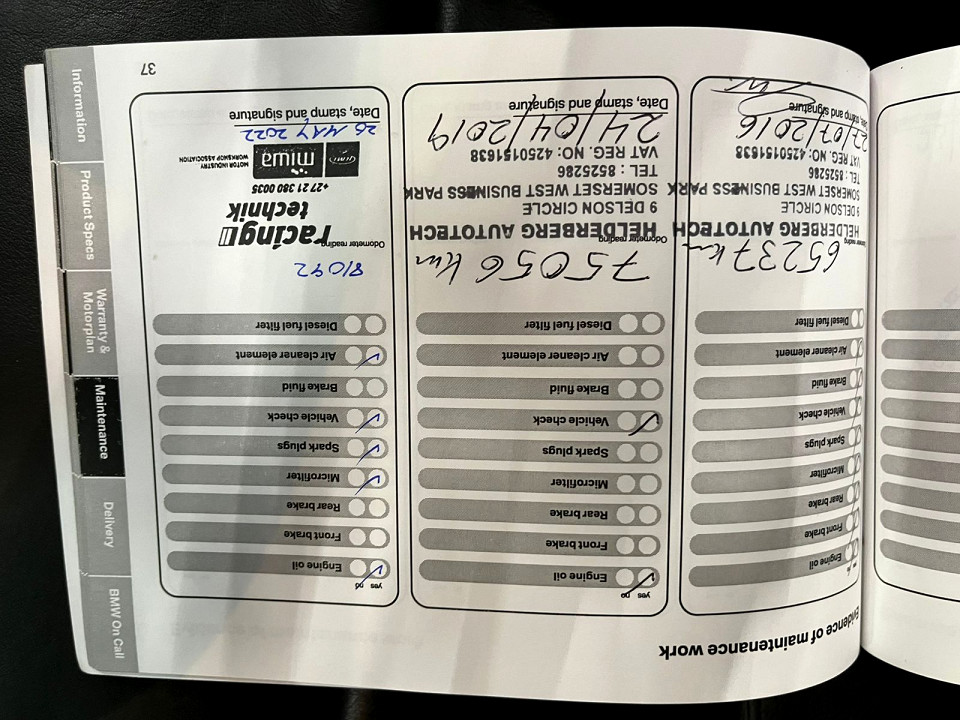 Evidence of maintenance work
yes no
Engine oil
Front brake
Rear brake
Microfilter
Spark plugs
Vehicle check
Brake fluid
Air cleaner element
Diesel fuel filter
65237 km
HELDERBERG AUTOTECH
9 DELSON CIRCLE
SOMERSET WEST BUSINESS PARK
TEL : 8525286
VAT REG. NO: 4250151638
27/07/2016
Date, stamp and signature
yes no
Engine oil
Front brake
Rear brake
Microfilter
Spark plugs
Vehicle check
Brake fluid
Air cleaner element
Diesel fuel filter
75056 km
Odometer reading
HELDERBERG AUTOTECH
9 DELSON CIRCLE
SOMERSET WEST BUSINESS PARK
TEL : 8525286
VAT REG. NO: 4250151638
24/04/2019
Date, stamp and signature
yes no
Engine oil
Front brake
Rear brake
Microfilter
Spark plugs
Vehicle check
Brake fluid
Air cleaner element
Diesel fuel filter
81092
Odometer reading
racing
technik
+27 21 380 0035
miwa
MOTOR INDUSTRY
WORKSHOP ASSOCIATION
26 MAY 2022
Date, stamp and signature
37
BMW On Call
Delivery
Maintenance
Warranty &
Motorplan
Product Specs
Information